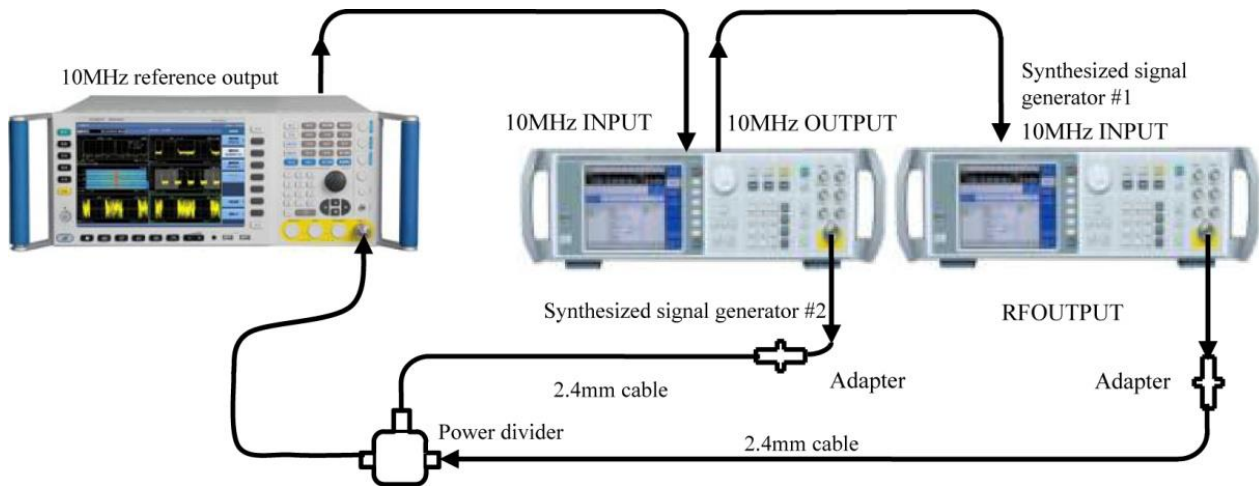 10MHz reference output
Synthesized signal
generator #1
10MHz INPUT
10MHz OUTPUT
10MHz INPUT
Synthesized signal generator #2
RFOUTPUT
Adapter
Adapter
2.4mm cable
Power divider
2.4mm cable